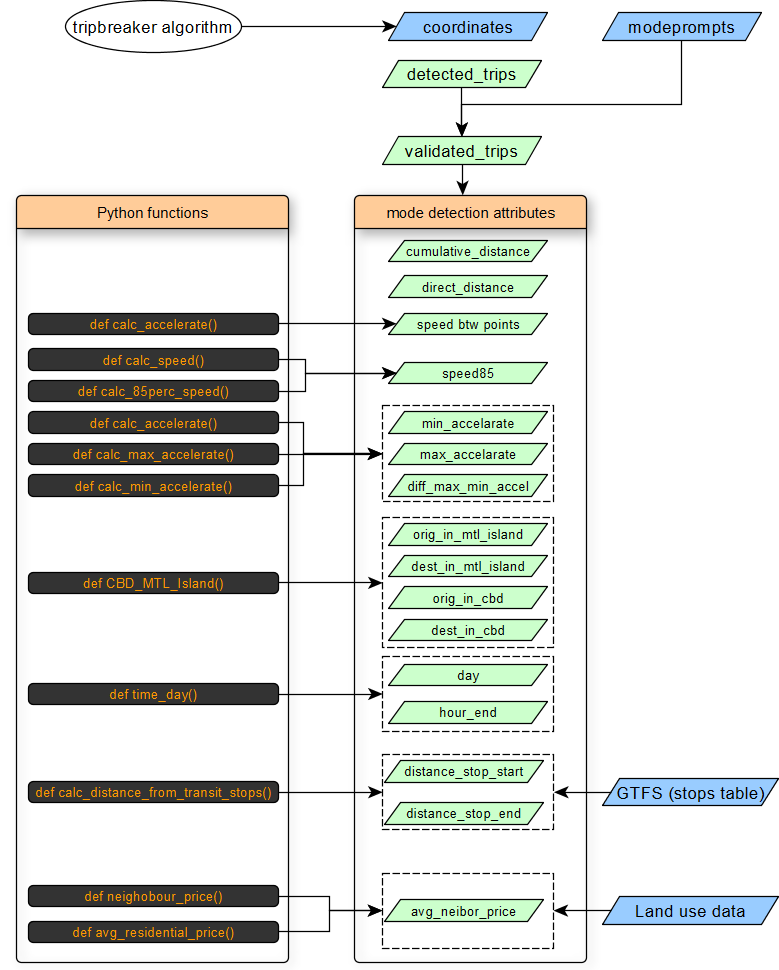 tripbreaker algorithm
coordinates
modeprompts
detected_trips
validated_trips
Python functions
def calc_accelerate()
def calc_speed()
def calc_85perc_speed()
def calc_accelerate()
def calc_max_accelerate()
def calc_min_accelerate()
def CBD_MTL_Island()
def time_day()
def calc_distance_from_transit_stops()
def neighobour_price()
def avg_residential_price()
mode detection attributes
cumulative_distance
direct_distance
speed btw points
speed85
min_accelarate
max_accelarate
diff_max_min_accel
orig_in_mtl_island
dest_in_mtl_island
orig_in_cbd
dest_in_cbd
day
hour_end
distance_stop_start
distance_stop_end
avg_neibor_price
GTFS (stops table)
Land use data